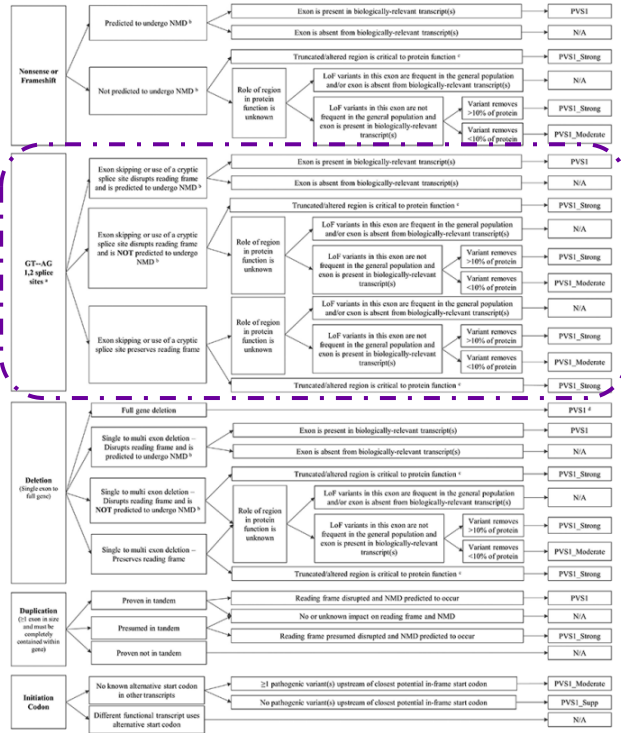 Nonsense or
Frameshift
Predicted to undergo NMD b
Exon is present in biologically-relevant transcript(s)
PVS1
Exon is absent from biologically-relevant transcript(s)
N/A
Not predicted to undergo NMD b
Truncated/altered region is critical to protein function c
PVS1_Strong
Role of region
in protein
function is
unknown
LoF variants in this exon are frequent in the general population
and/or exon is absent from biologically-relevant transcript(s)
N/A
LoF variants in this exon are not
frequent in the general population and
exon is present in biologically-relevant
transcript(s)
Variant removes
>10% of protein
PVS1_Strong
Variant removes
<10% of protein
PVS1_Moderate
GT--AG
1,2 splice
sites a
Exon skipping or use of a cryptic
splice site disrupts reading frame
and is predicted to undergo NMD b
Exon is present in biologically-relevant transcript(s)
PVS1
Exon is absent from biologically-relevant transcript(s)
N/A
Exon skipping or use of a cryptic
splice site disrupts reading frame
and is NOT predicted to undergo
NMD b
Truncated/altered region is critical to protein function c
PVS1_Strong
Role of region
in protein
function is
unknown
LoF variants in this exon are frequent in the general population
and/or exon is absent from biologically-relevant transcript(s)
N/A
LoF variants in this exon are not
frequent in the general population and
exon is present in biologically-relevant
transcript(s)
Variant removes
>10% of protein
PVS1_Strong
Variant removes
<10% of protein
PVS1_Moderate
Exon skipping or use of a cryptic
splice site preserves reading frame
Role of region
in protein
function is
unknown
LoF variants in this exon are frequent in the general population
and/or exon is absent from biologically-relevant transcript(s)
N/A
LoF variants in this exon are not
frequent in the general population and
exon is present in biologically-relevant
transcript(s)
Variant removes
>10% of protein
PVS1_Strong
Variant removes
<10% of protein
PVS1_Moderate
Truncated/altered region is critical to protein function c
PVS1_Strong
Deletion
(Single exon to
full gene)
Full gene deletion
PVS1 d
Single to multi exon deletion –
Disrupts reading frame and
is predicted to undergo NMD b
Exon is present in biologically-relevant transcript(s)
PVS1
Exon is absent from biologically-relevant transcript(s)
N/A
Single to multi exon deletion –
Disrupts reading frame and is
NOT predicted to undergo NMD b
Truncated/altered region is critical to protein function c
PVS1_Strong
Role of region
in protein
function is
unknown
LoF variants in this exon are frequent in the general population
and/or exon is absent from biologically-relevant transcript(s)
N/A
LoF variants in this exon are not
frequent in the general population and
exon is present in biologically-relevant
transcript(s)
Variant removes
>10% of protein
PVS1_Strong
Variant removes
<10% of protein
PVS1_Moderate
Single to multi exon deletion –
Preserves reading frame
Truncated/altered region is critical to protein function c
PVS1_Strong
Duplication
(≥1 exon in size
and must be
completely
contained within
gene)
Proven in tandem
Reading frame disrupted and NMD predicted to occur
PVS1
No or unknown impact on reading frame and NMD
N/A
Presumed in tandem
Reading frame presumed disrupted and NMD predicted to occur
PVS1_Strong
Proven not in tandem
N/A
Initiation
Codon
No known alternative start codon
in other transcripts
≥1 pathogenic variant(s) upstream of closest potential in-frame start codon
PVS1_Moderate
No pathogenic variant(s) upstream of closest potential in-frame start codon
PVS1_Supp
Different functional transcript uses
alternative start codon
N/A